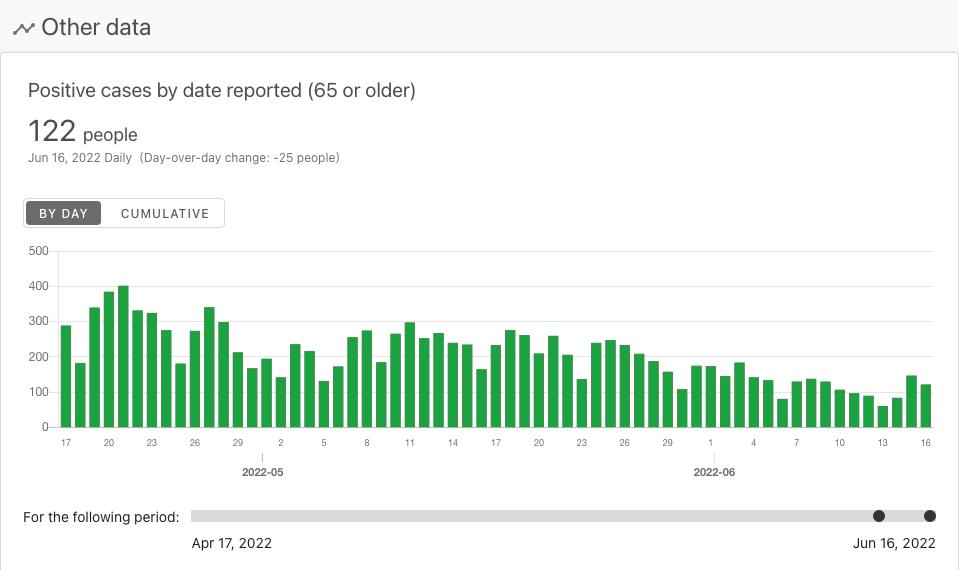 Other data
Positive cases by date reported (65 or older)
122 people
Jun 16, 2022 Daily (Day-over-day change: -25 people)
BY DAY CUMULATIVE
500
400
300
200
100
0
17 20 23 26 29 2 5 8 11 14 17 20 23 26 29 1 4 7 10 13 16
2022-05 2022-06
For the following period:
Apr 17, 2022 Jun 16, 2022